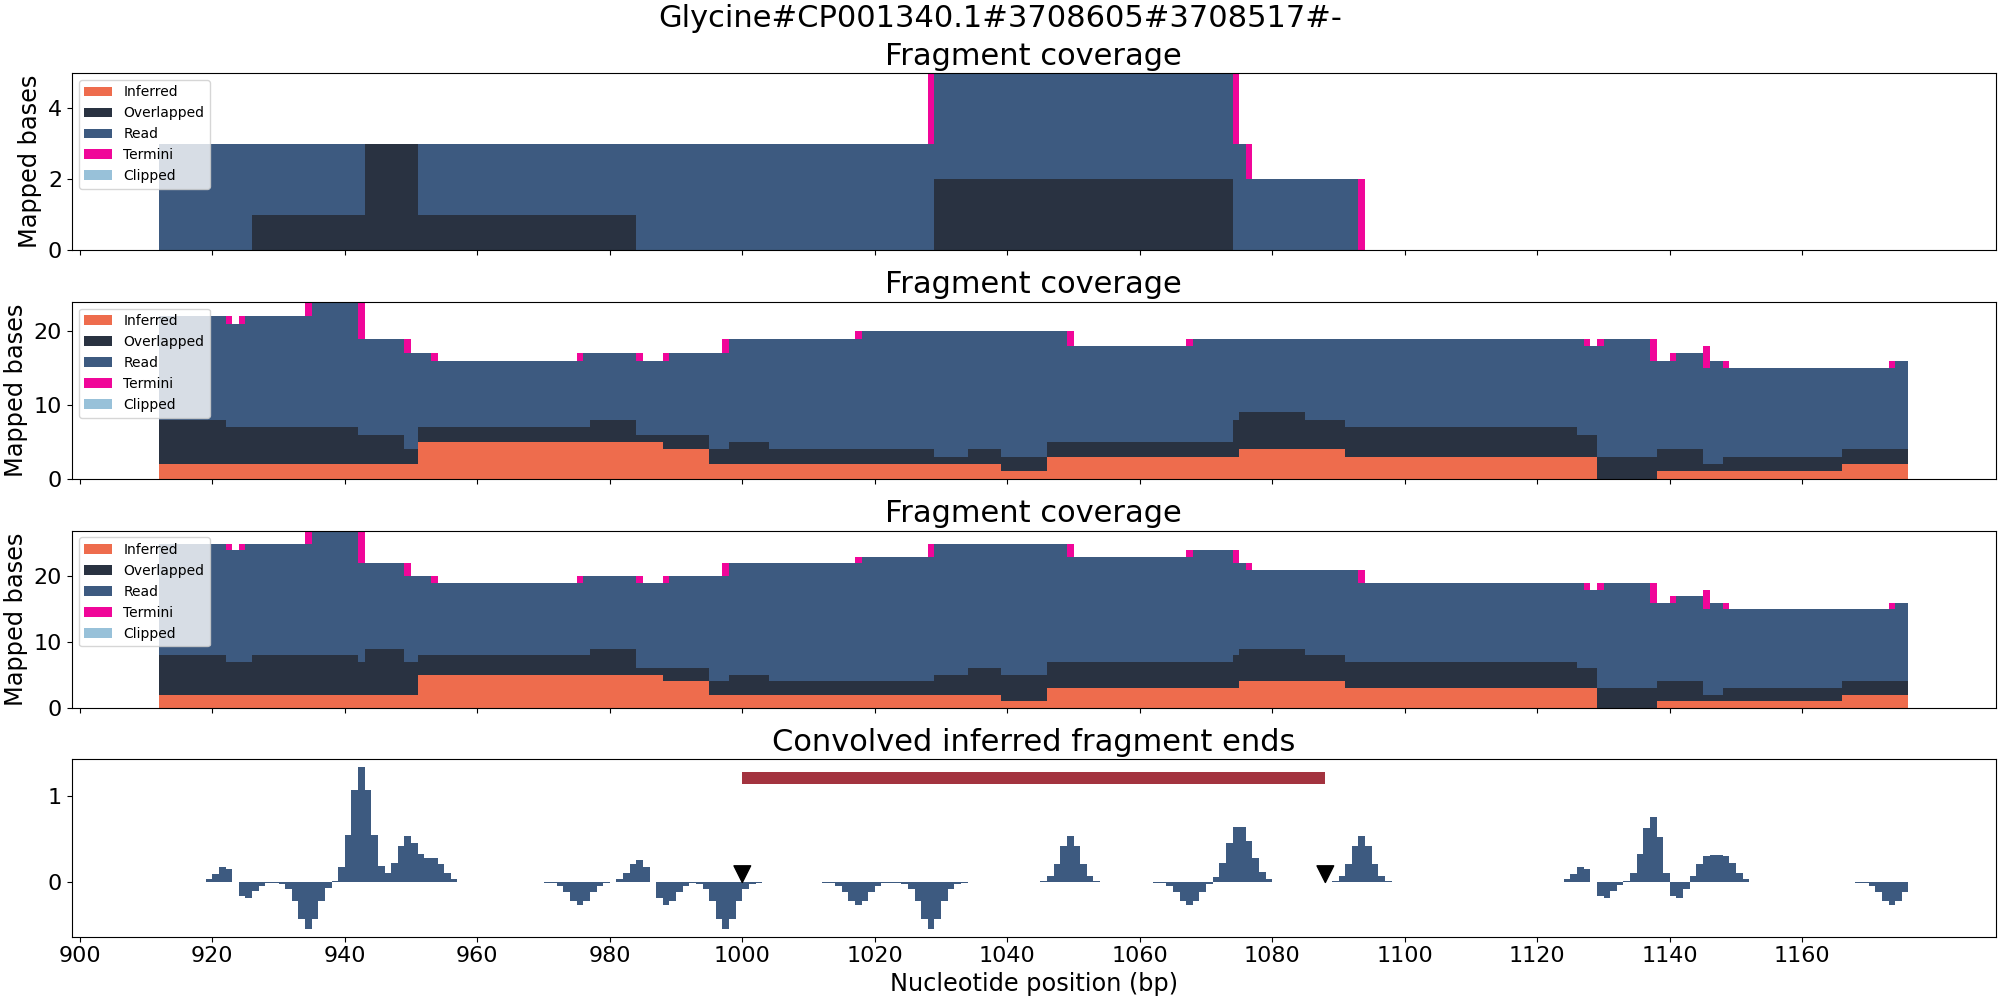 Glycine#CP001340.1#3708605#3708517#-
Fragment coverage
Mapped bases
4
2
0
Inferred
Overlapped
Read
Termini
Clipped
Fragment coverage
Mapped bases
20
10
0
Inferred
Overlapped
Read
Termini
Clipped
Fragment coverage
Mapped bases
20
10
0
Inferred
Overlapped
Read
Termini
Clipped
Convolved inferred fragment ends
1
0
900 920 940 960 980 1000 1020 1040 1060 1080 1100 1120 1140 1160
Nucleotide position (bp)